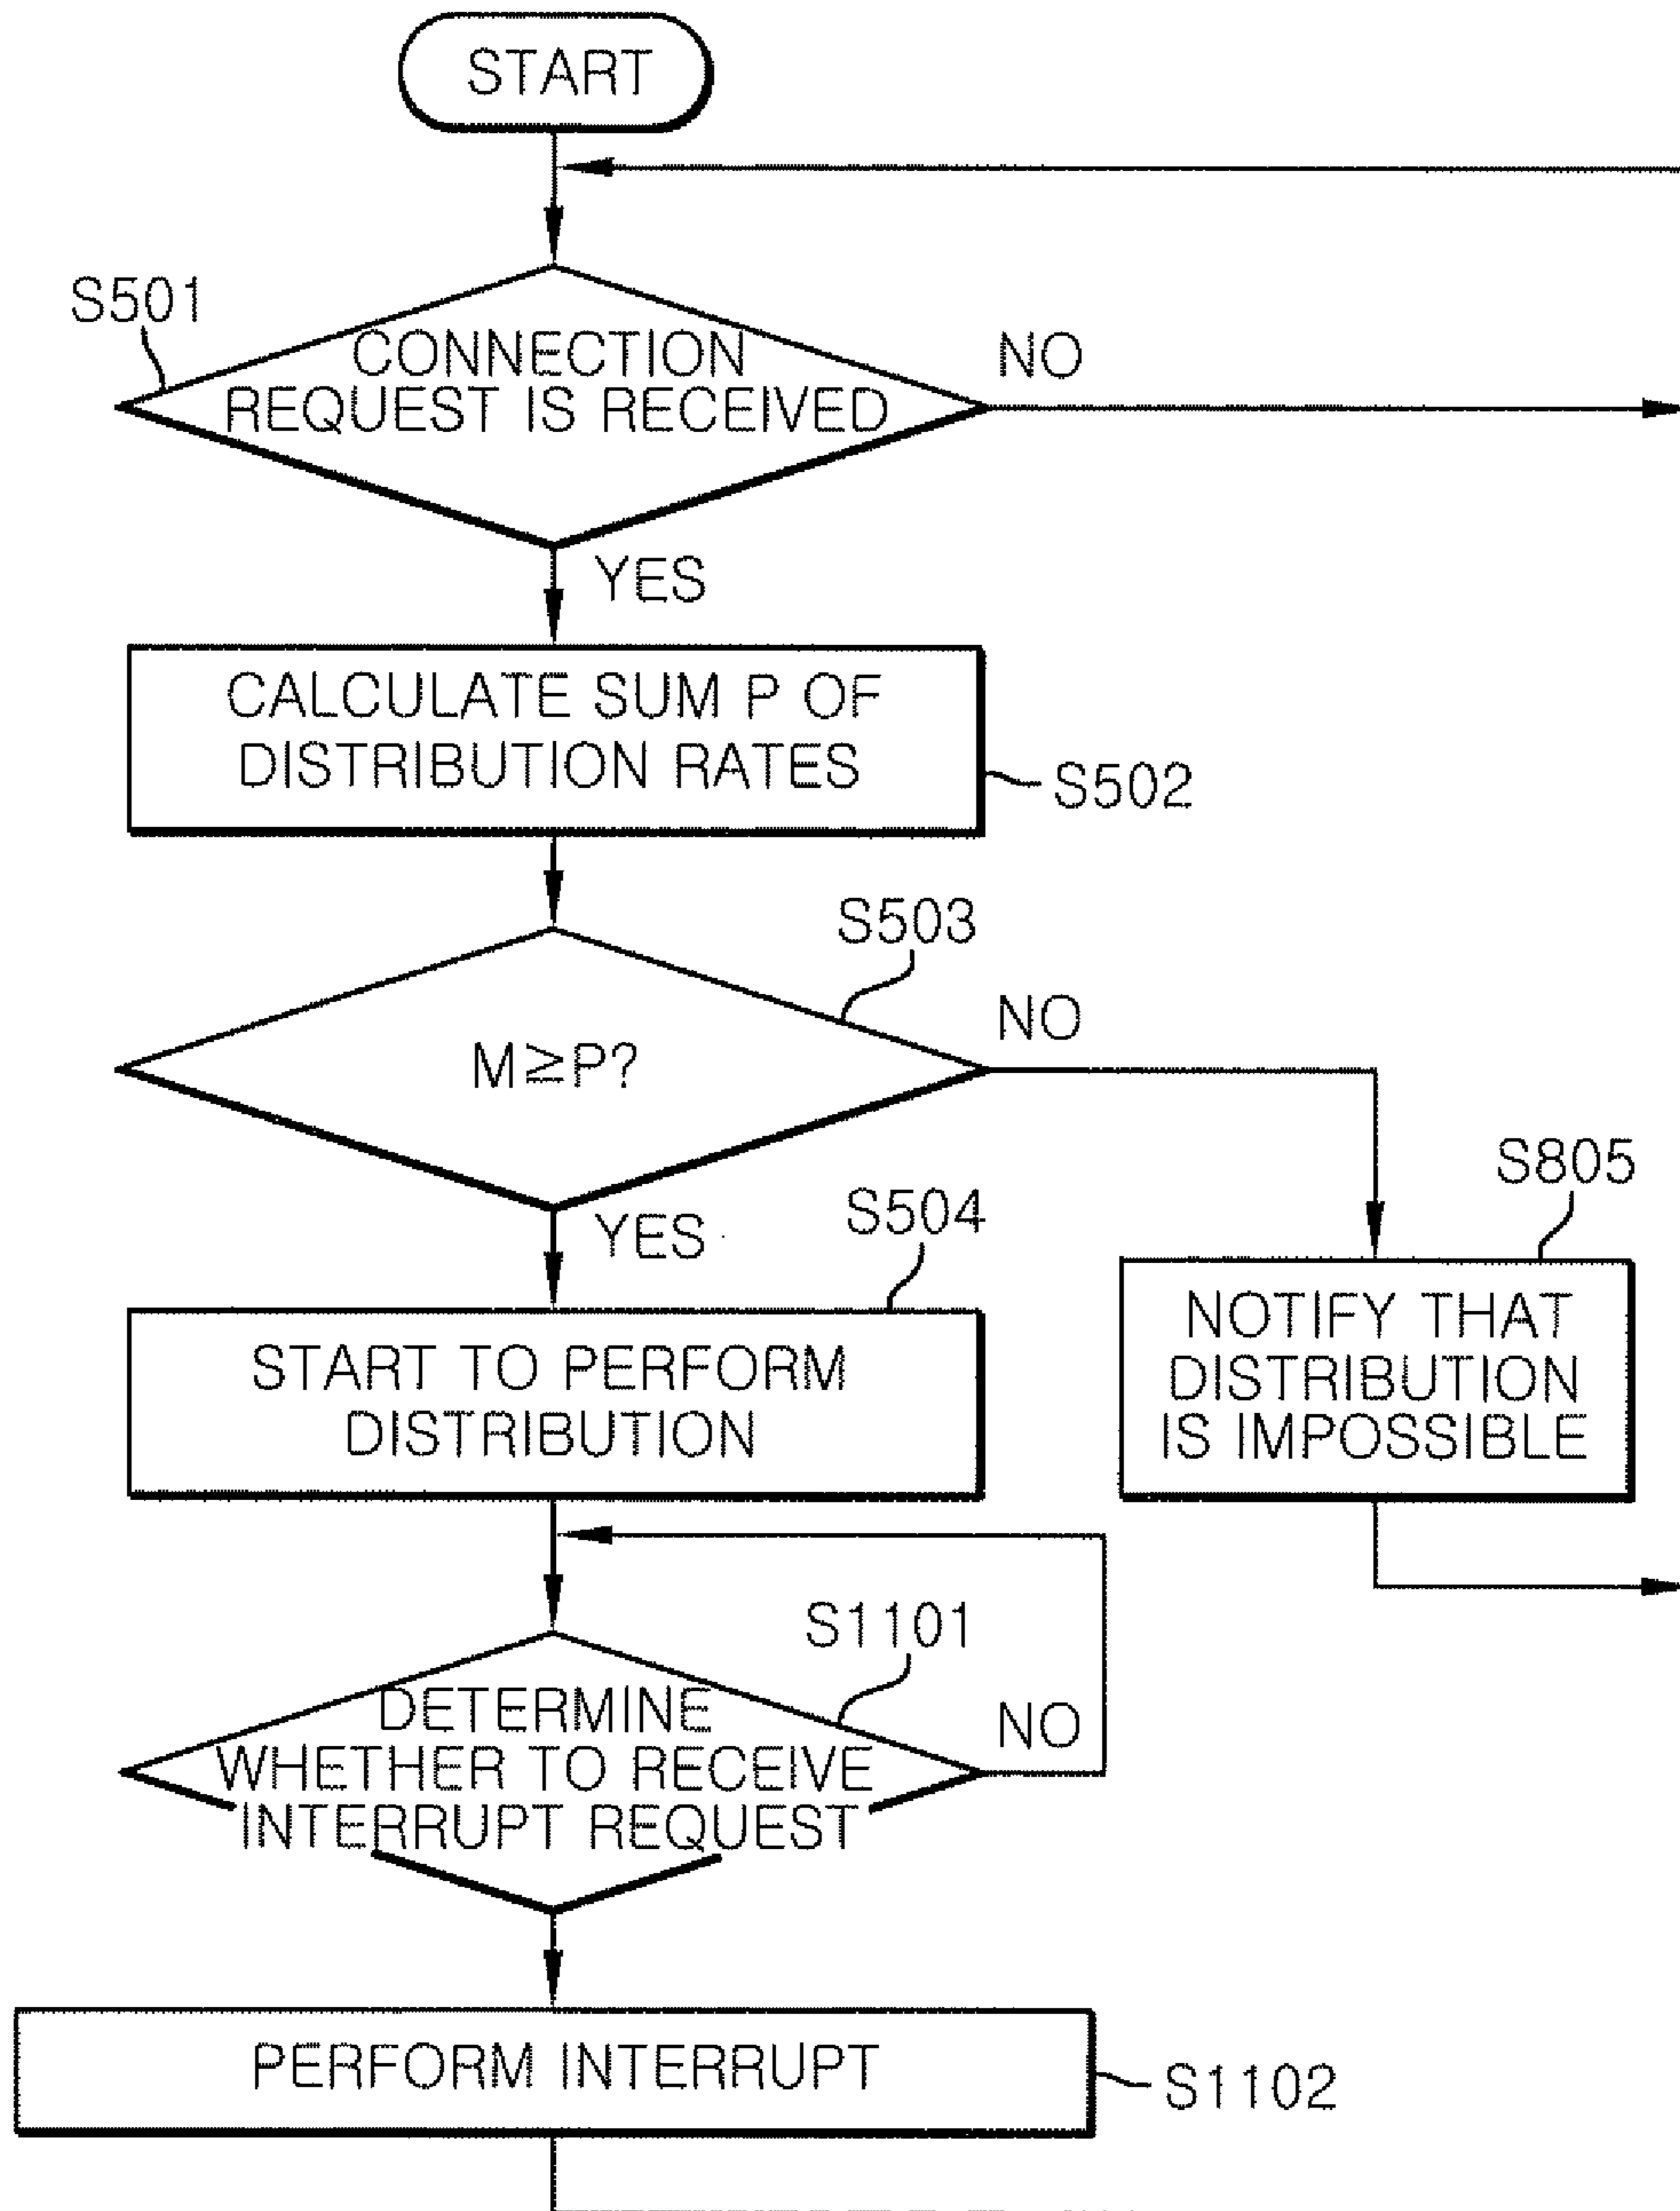 START
S501
CONNECTION
REQUEST IS RECEIVED
NO
YES
CALCULATE SUM P OF
DISTRIBUTION RATES
S502
S503
M≧P?
NO
YES
S504
S805
START TO PERFORM
DISTRIBUTION
NOTIFY THAT
DISTRIBUTION
IS IMPOSSIBLE
S1101
DETERMINE
WHETHER TO RECEIVE
INTERRUPT REQUEST
NO
PERFORM INTERRUPT
S1102